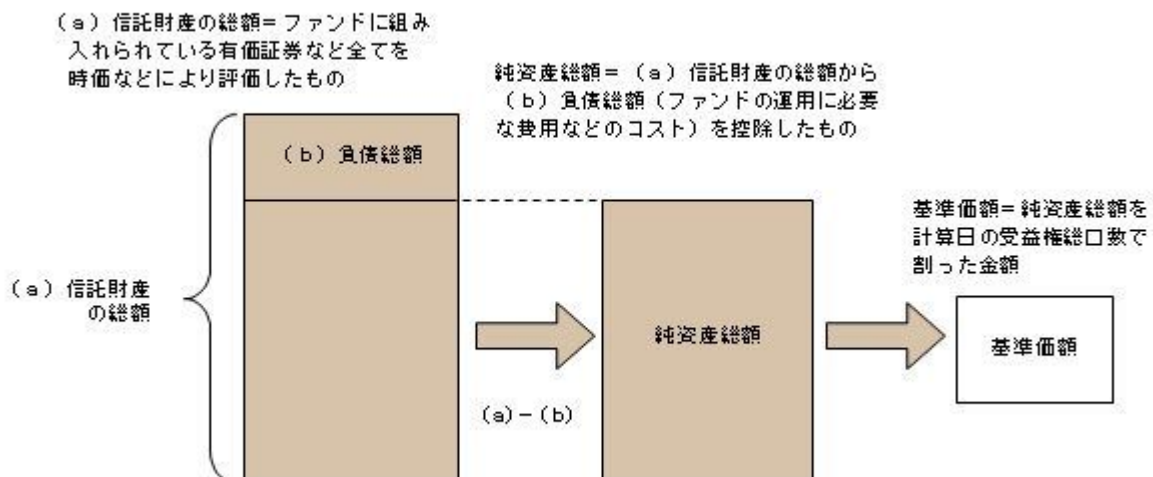 （a）信託財産の総額＝ファンドに組み
入れられている有価証券など全てを
時価などにより評価したもの
純資産総額＝（a）信託財産の総額から
（b）負債総額（ファンドの運用に必要
な費用などのコスト）を控除したもの
（b）負債総額
基準価額＝純資産総額を
計算日の受益権総口数で
割った金額
（a）信託財産
の総額
純資産総額
基準価額
（a）－（b）